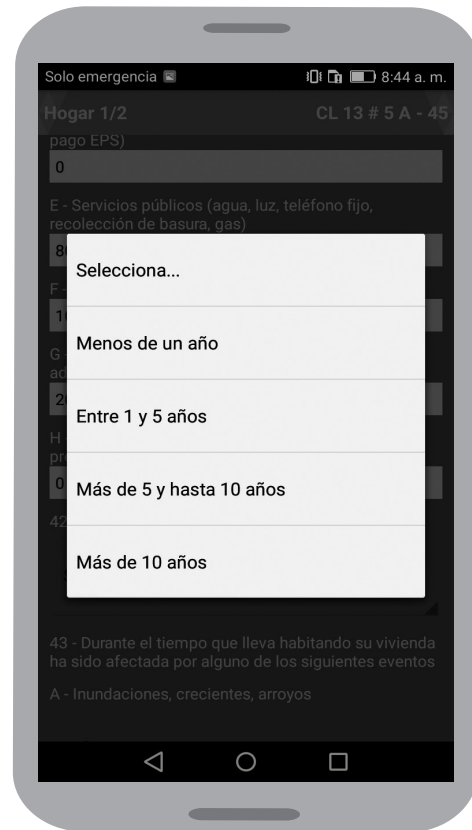 Solo emergencia 8:44 a. m.
Hogar 1/2 CL 13 # 5 A - 45
pago EPS)
0
E - Servicios públicos (agua, luz, teléfono fijo,
recolección de basura, gas)
Selecciona...
Menos de un año
Entre 1 y 5 años
Más de 5 y hasta 10 años
Más de 10 años
43 - Durante el tiempo que lleva habitando su vivienda
ha sido afectada por alguno de los siguientes eventos
A - Inundaciones, crecientes, arroyos